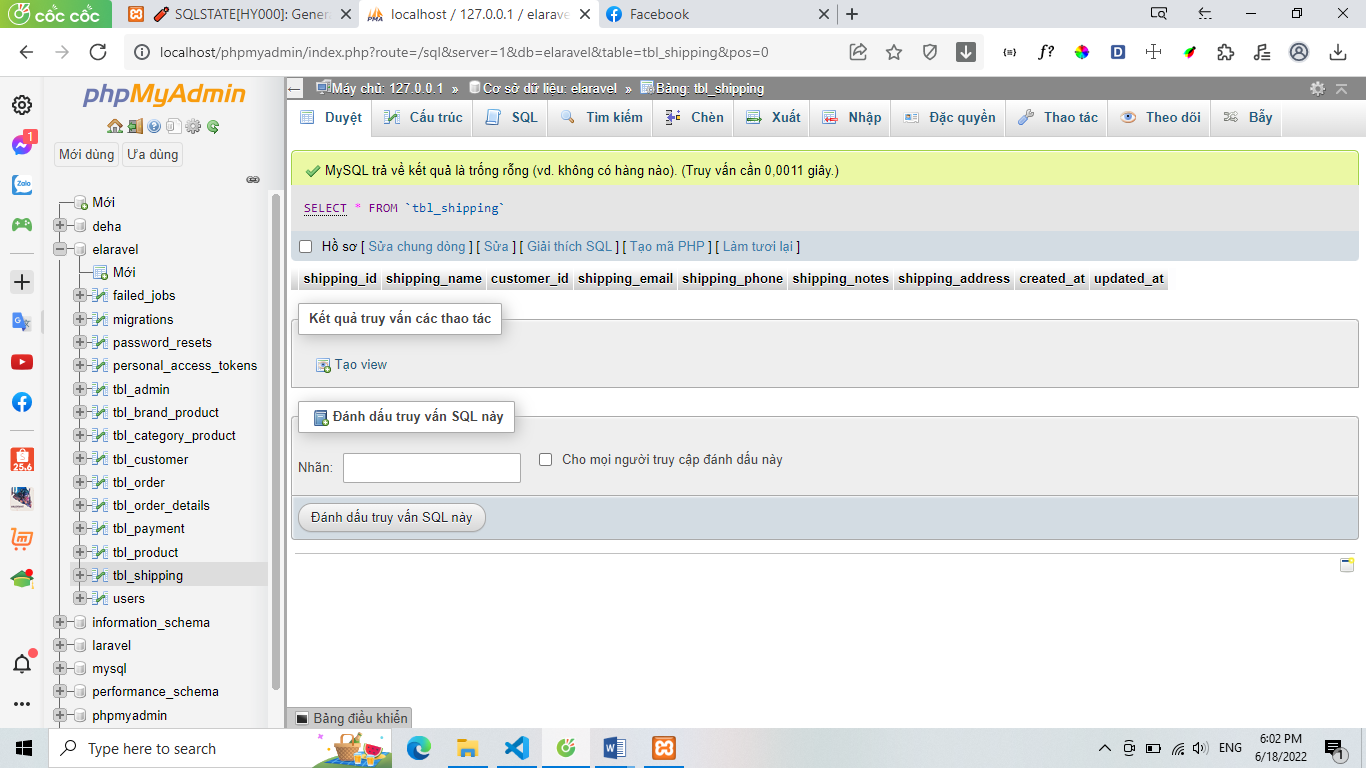 cốc cốc
SQLSTATE[HY000]: Gener
localhost / 127.0.0.1 / elarave
Facebook
localhost/phpmyadmin/index.php?route=/sql&server=1&db=elaravel&table=tbl_shipping&pos=0
phpMyAdmin
Mới dùng Ưa dùng
Mới
deha
elaravel
Mới
failed_jobs
migrations
password_resets
personal_access_tokens
tbl_admin
tbl_brand_product
tbl_category_product
tbl_customer
tbl_order
tbl_order_details
tbl_payment
tbl_product
tbl_shipping
users
information_schema
laravel
mysql
performance_schema
phpmyadmin
1
Zalo
25.6
Máy chủ: 127.0.0.1 » Cơ sở dữ liệu: elaravel » Bảng: tbl_shipping
Duyệt Cấu trúc SQL Tìm kiếm Chèn Xuất Nhập Đặc quyền Thao tác Theo dõi Bẫy
MySQL trả về kết quả là trống rỗng (vd. không có hàng nào). (Truy vấn cần 0,0011 giây.)
SELECT * FROM `tbl_shipping`
Hồ sơ [ Sửa chung dòng ] [ Sửa ] [ Giải thích SQL ] [ Tạo mã PHP ] [ Làm tươi lại ]
shipping_id shipping_name customer_id shipping_email shipping_phone shipping_notes shipping_address created_at updated_at
Kết quả truy vấn các thao tác
Tạo view
Đánh dấu truy vấn SQL này
Nhãn:
Cho mọi người truy cập đánh dấu này
Đánh dấu truy vấn SQL này
Bảng điều khiển
Type here to search
ENG
6:02 PM
6/18/2022
1